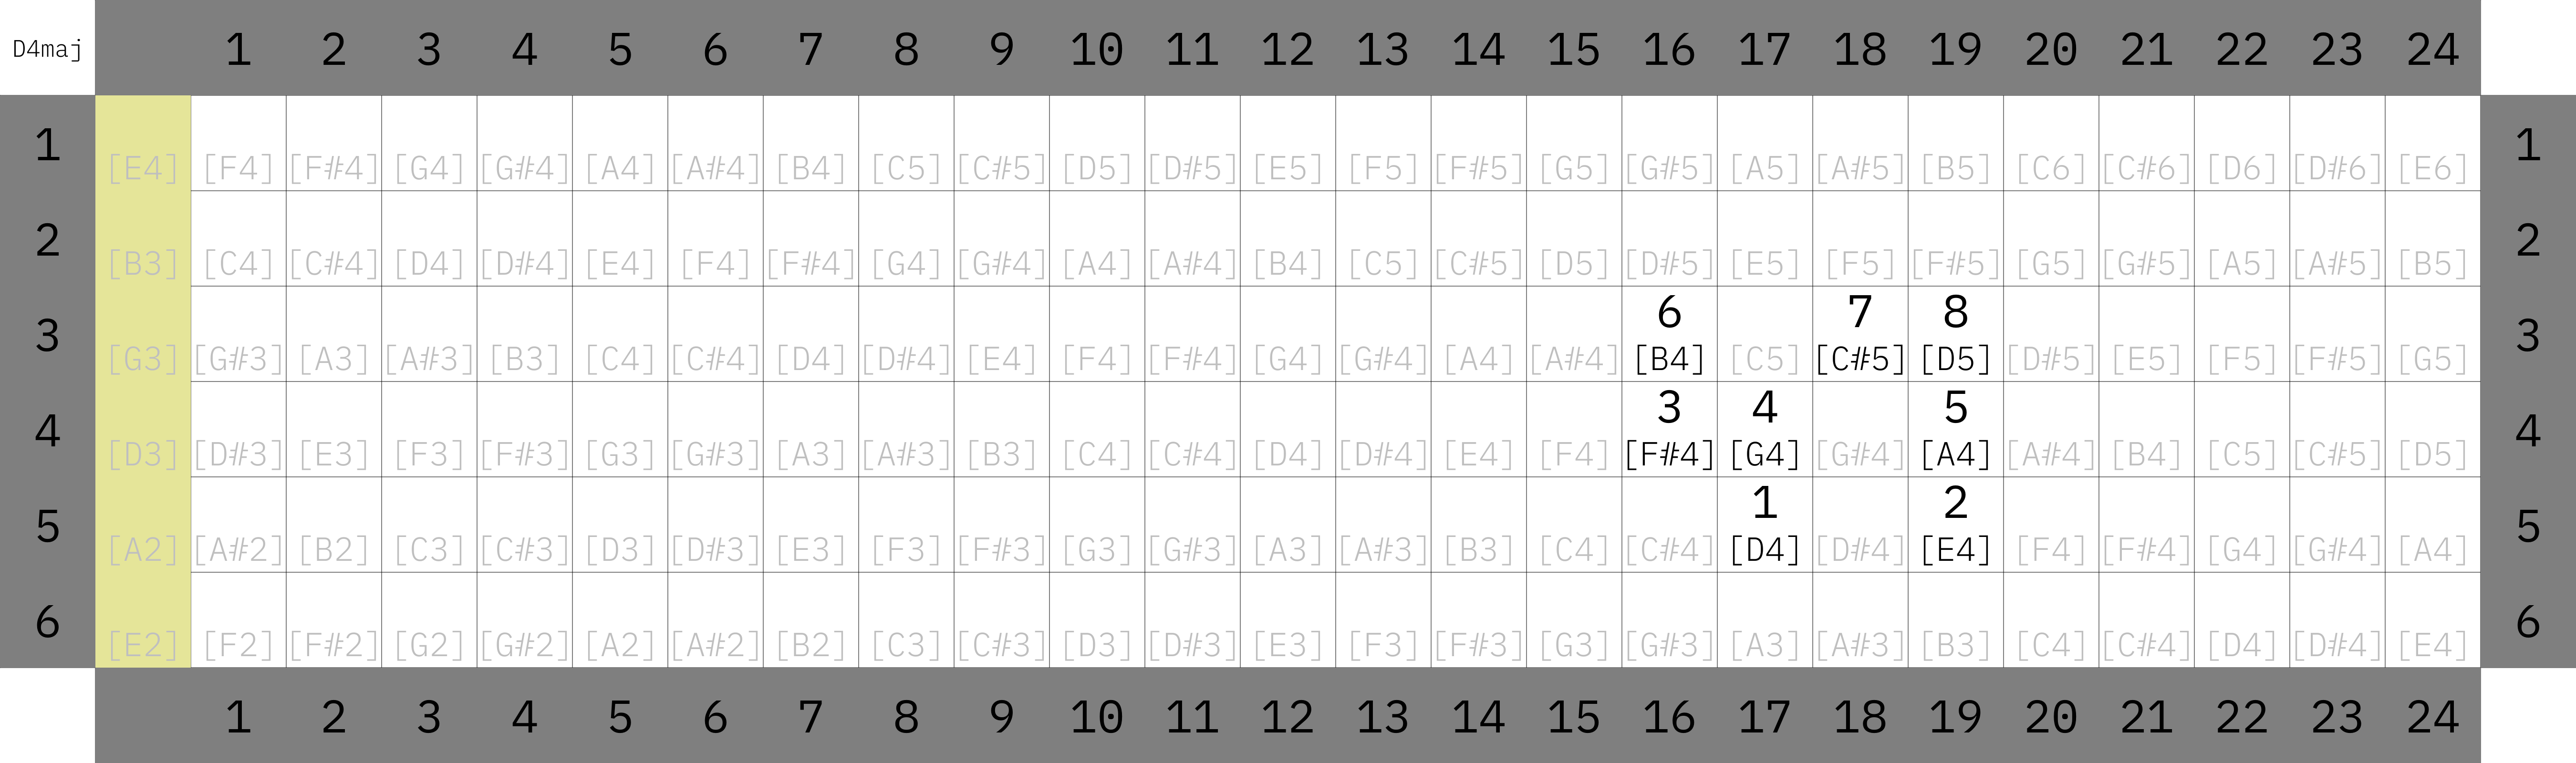 D4maj 1 2 3 4 5 6 7 8 9 10 11 12 13 14 15 16 17 18 19 20 21 22 23 24
1 [E4] [F4] [F#4] [G4] [G#4] [A4] [A#4] [B4] [C5] [C#5] [D5] [D#5] [E5] [F5] [F#5] [G5] [G#5] [A5] [A#5] [B5] [C6] [C#6] [D6] [D#6] [E6] 1
2 [B3] [C4] [C#4] [D4] [D#4] [E4] [F4] [F#4] [G4] [G#4] [A4] [A#4] [B4] [C5] [C#5] [D5] [D#5] [E5] [F5] [F#5] [G5] [G#5] [A5] [A#5] [B5] 2
6 7 8
3 [G3] [G#3] [A3] [A#3] [B3] [C4] [C#4] [D4] [D#4] [E4] [F4] [F#4] [G4] [G#4] [A4] [A#4] [B4] [C5] [C#5] [D5] [D#5] [E5] [F5] [F#5] [G5] 3
3 4 5
4 [D3] [D#3] [E3] [F3] [F#3] [G3] [G#3] [A3] [A#3] [B3] [C4] [C#4] [D4] [D#4] [E4] [F4] [F#4] [G4] [G#4] [A4] [A#4] [B4] [C5] [C#5] [D5] 4
1 2
5 [A2] [A#2] [B2] [C3] [C#3] [D3] [D#3] [E3] [F3] [F#3] [G3] [G#3] [A3] [A#3] [B3] [C4] [C#4] [D4] [D#4] [E4] [F4] [F#4] [G4] [G#4] [A4] 5
6 [E2] [F2] [F#2] [G2] [G#2] [A2] [A#2] [B2] [C3] [C#3] [D3] [D#3] [E3] [F3] [F#3] [G3] [G#3] [A3] [A#3] [B3] [C4] [C#4] [D4] [D#4] [E4] 6
1 2 3 4 5 6 7 8 9 10 11 12 13 14 15 16 17 18 19 20 21 22 23 24